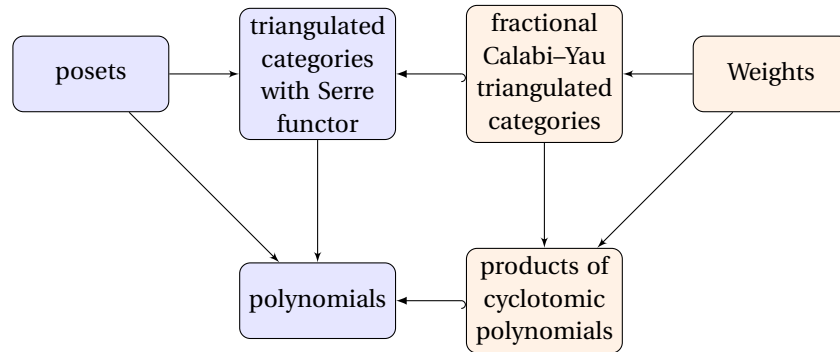 posets
triangulated
categories
with Serre
functor
fractional
Calabi–Yau
triangulated
categories
Weights
polynomials
products of
cyclotomic
polynomials